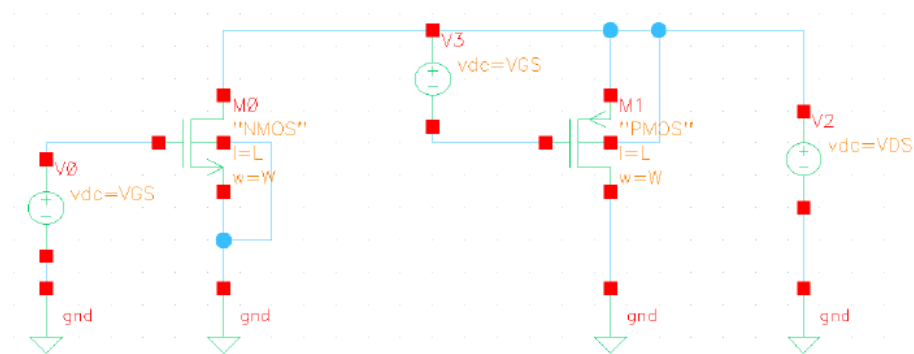 V3
vdc=VGS
M0
"NMOS"
l=L
w=W
M1
"PMOS"
l=L
w=W
V2
vdc=VDS
V0
vdc=VGS
gnd
gnd
gnd
gnd